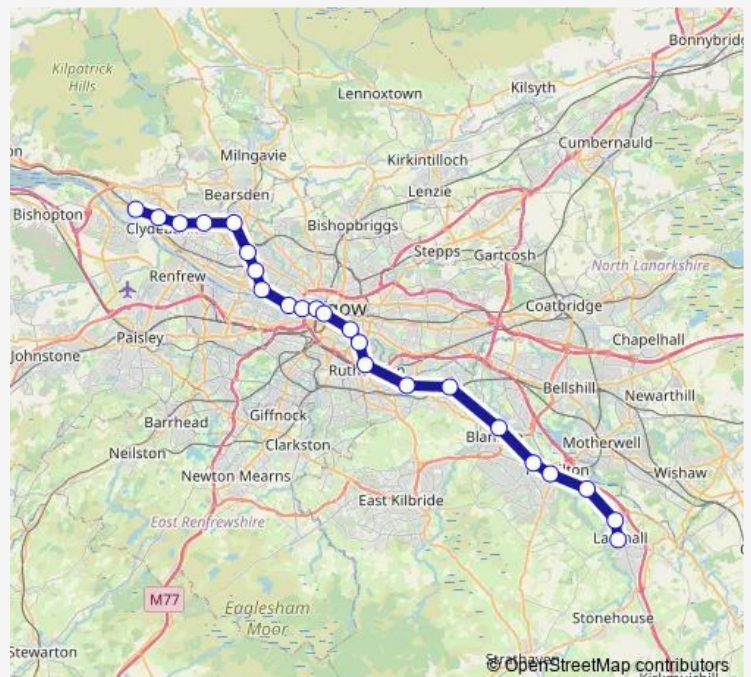 Bonnybridg
Kilpatrick
Hills
Lennoxtown
Kilsyth
Cumbernauld
Milngavie
Kirkintilloch
Bearsden
Lenzie
Bishopton
Bishopbriggs
Stepps
Gartcosh
North Lanarkshire
Renfrew
Coatbridge
Paisley
Chapelhall
Johnstone
Bellshill
Newarthill
Giffnock
Barrhead
Clarkston
Motherwell
Neilston
Newton Mearns
Wishaw
East Kilbride
East Renfrewshire
M77
Eaglesham
Moor
Stonehouse
Stewarton
© OpenStreetMap contributors